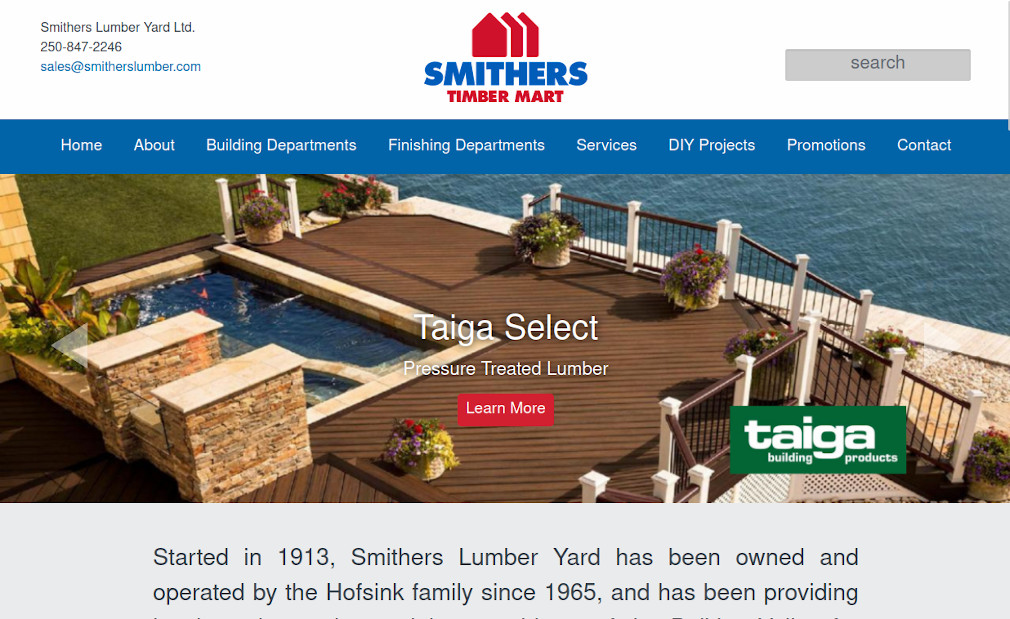 Smithers Lumber Yard Ltd.
250-847-2246
sales@smitherslumber.com
SMITHERS
TIMBER MART
search
Home About Building Departments Finishing Departments Services DIY Projects Promotions Contact
Taiga Select
Pressure Treated Lumber
Learn More
taiga
building products
Started in 1913, Smithers Lumber Yard has been owned and
operated by the Hofsink family since 1965, and has been providing